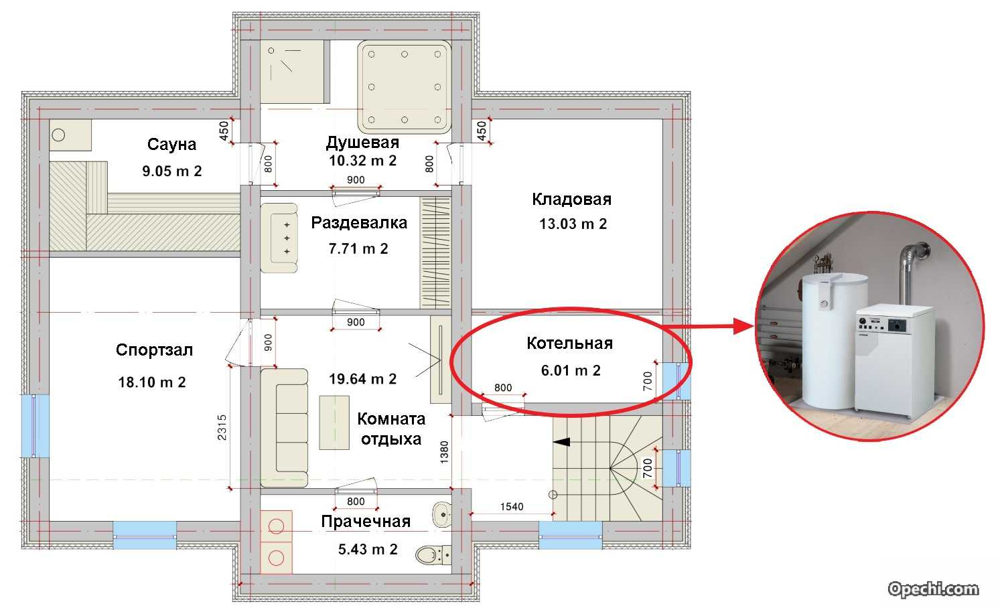 450
Сауна
9.05 m 2
800
Душевая
10.32 m 2
900
800
450
Кладовая
13.03 m 2
Раздевалка
7.71 m 2
900
900
Спортзал
18.10 m 2
2315
19.64 m 2
Комната
отдыха
1380
Котельная
6.01 m 2
800
700
700
1540
800
Прачечная
5.43 m 2
Opechi.com